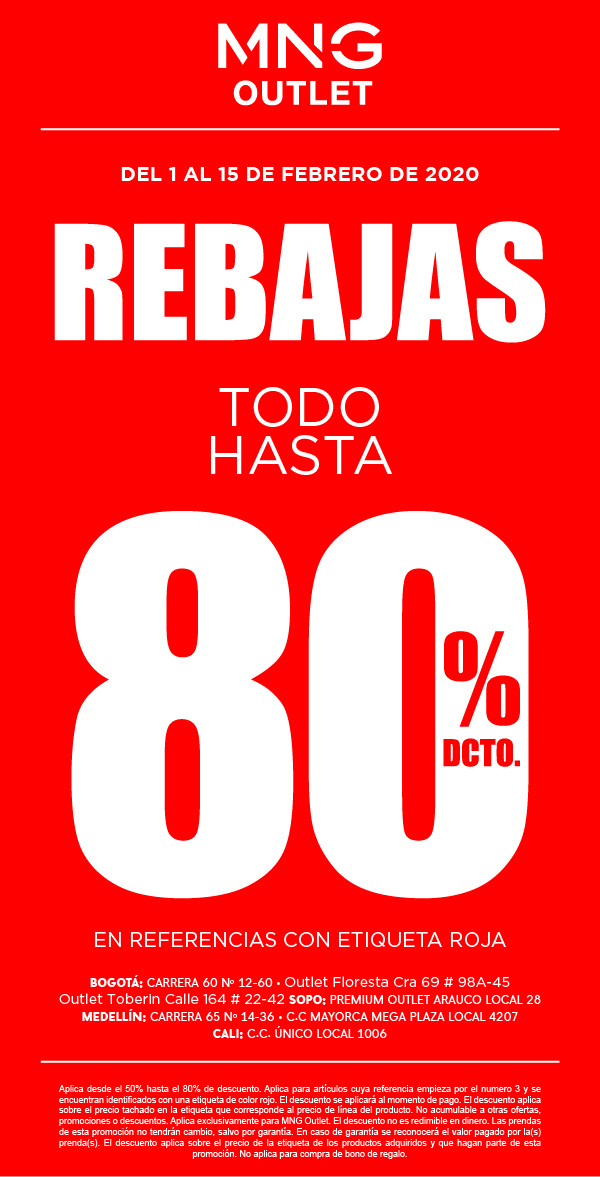 MNG
OUTLET
DEL 1 AL 15 DE FEBRERO DE 2020
REBAJAS
TODO
HASTA
80%
DCTO.
EN REFERENCIAS CON ETIQUETA ROJA
BOGOTÁ: CARRERA 60 Nº 12-60 • Outlet Floresta Cra 69 # 98A-45
Outlet Toberin Calle 164 # 22-42 SOPO: PREMIUM OUTLET ARAUCO LOCAL 28
MEDELLÍN: CARRERA 65 Nº 14-36 • C.C MAYORCA MEGA PLAZA LOCAL 4207
CALI: C.C. ÚNICO LOCAL 1006
Aplica desde el 50% hasta el 80% de descuento. Aplica para artículos cuya referencia empieza por el numero 3 y se
encuentran identificados con una etiqueta de color rojo. El descuento se aplicará al momento de pago. El descuento aplica
sobre el precio tachado en la etiqueta que corresponde al precio de línea del producto. No acumulable a otras ofertas,
promociones o descuentos. Aplica exclusivamente para MNG Outlet. El descuento no es redimible en dinero. Las prendas
de esta promoción no tendrán cambio, salvo por garantía. En caso de garantía se reconocerá el valor pagado por la(s)
prenda(s). El descuento aplica sobre el precio de la etiqueta de los productos adquiridos y que hagan parte de esta
promoción. No aplica para compra de bono de regalo.